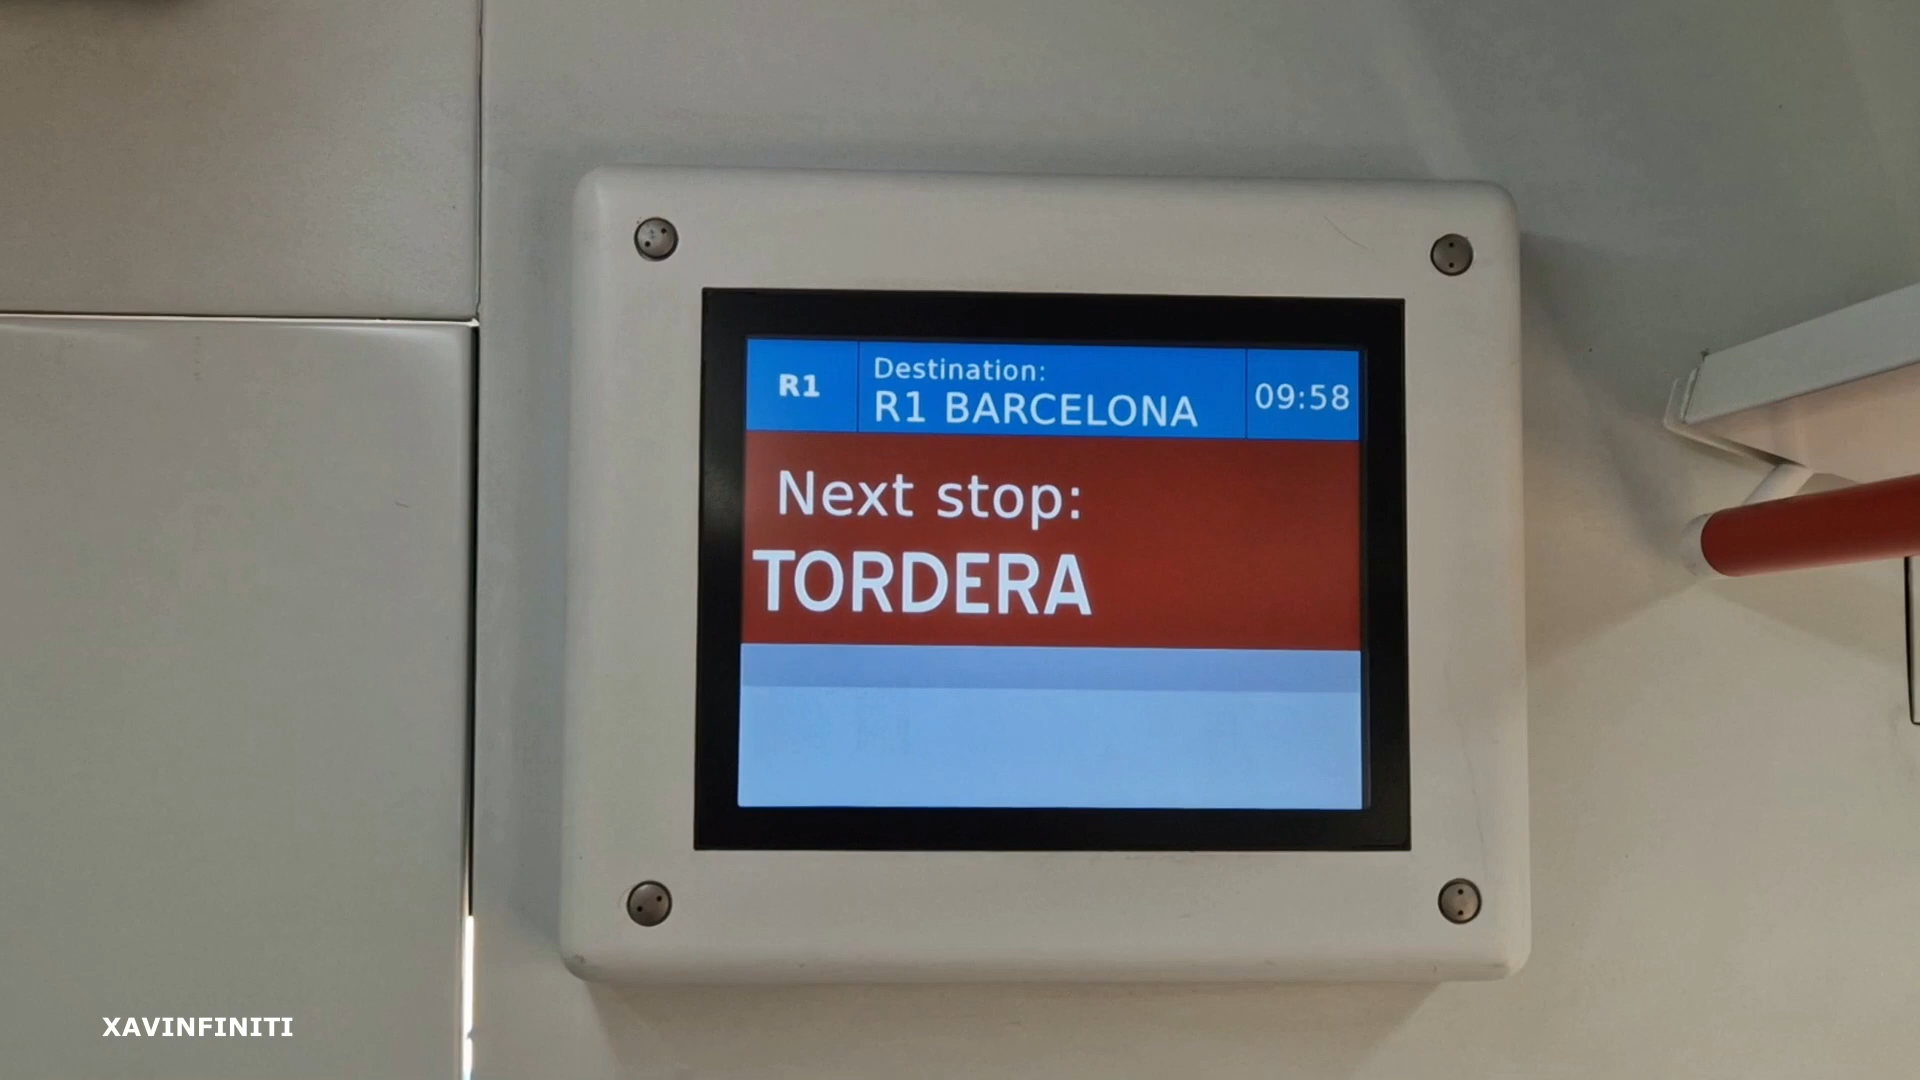 R1
Destination:
R1 BARCELONA
09:58
Next stop:
TORDERA
XAVINFINITI